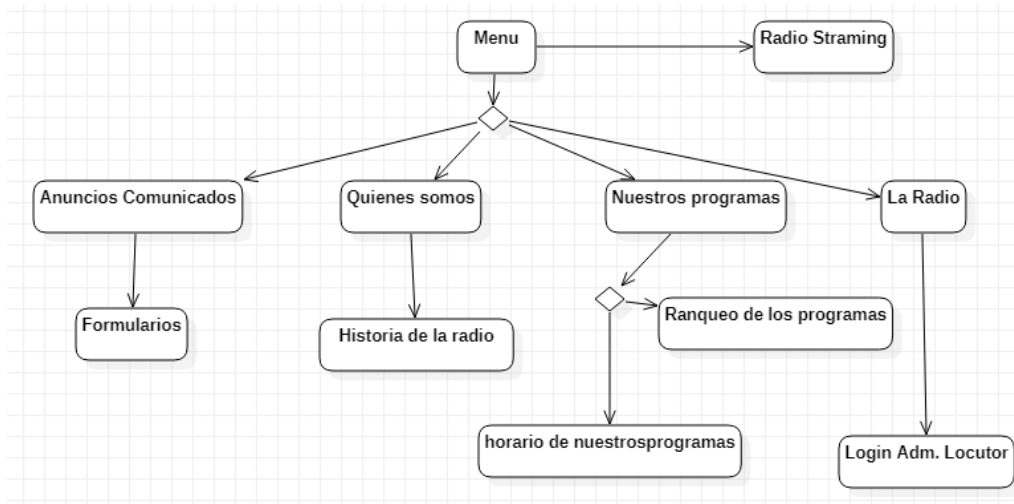 Menu
Radio Straming
Anuncios Comunicados
Quienes somos
Nuestros programas
La Radio
Formularios
Historia de la radio
Ranqueo de los programas
horario de nuestrosprogramas
Login Adm. Locutor